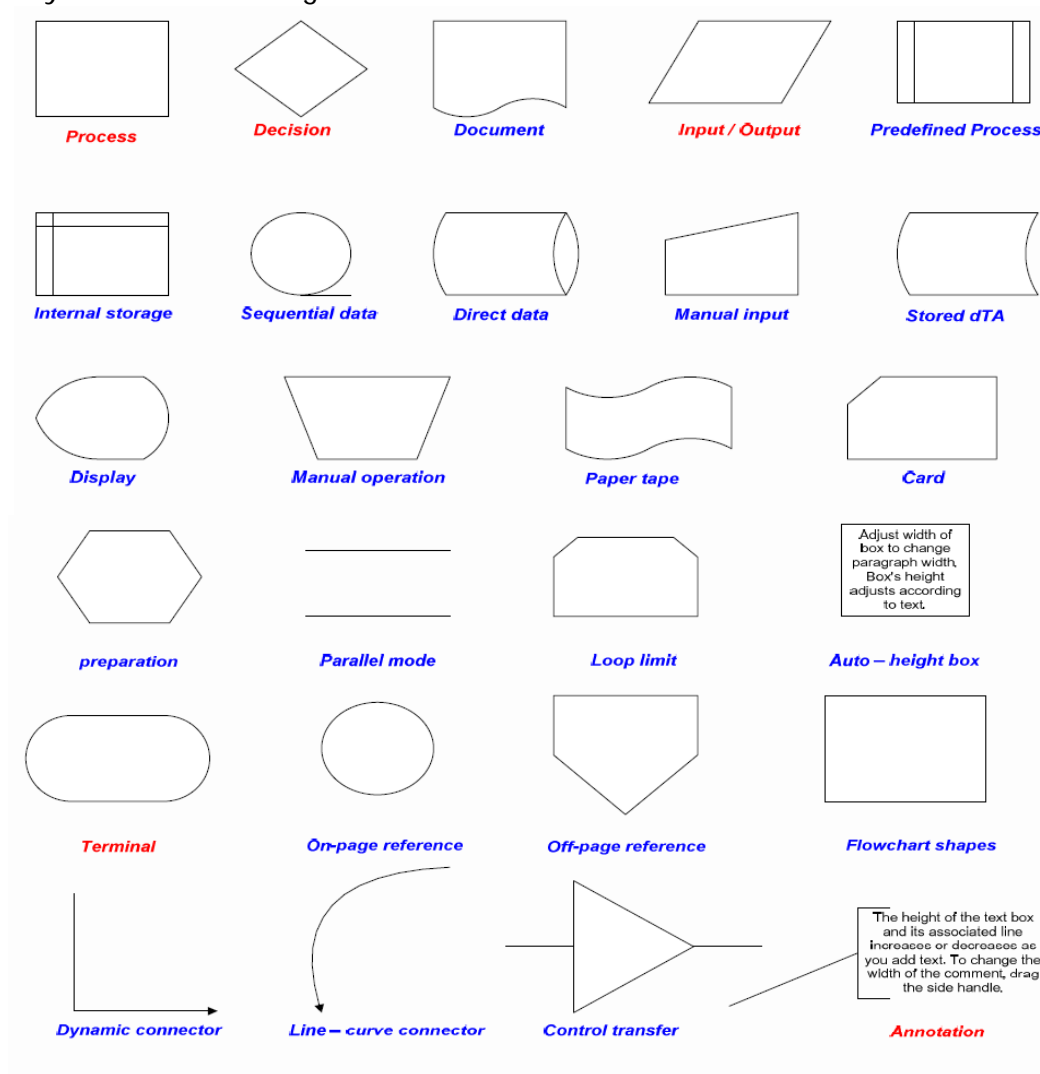 Process
Decision
Document
Input / Output
Predefined Process
Internal storage
Sequential data
Direct data
Manual input
Stored dTA
Display
Manual operation
Paper tape
Card
Adjust width of
box to change
paragraph width.
Box's height
adjusts according
to text.
preparation
Parallel mode
Loop limit
Auto – height box
Terminal
On-page reference
Off-page reference
Flowchart shapes
The height of the text box
and its associated line
increases or decreases as
you add text. To change the
width of the comment, drag
the side handle.
Dynamic connector
Line – curve connector
Control transfer
Annotation